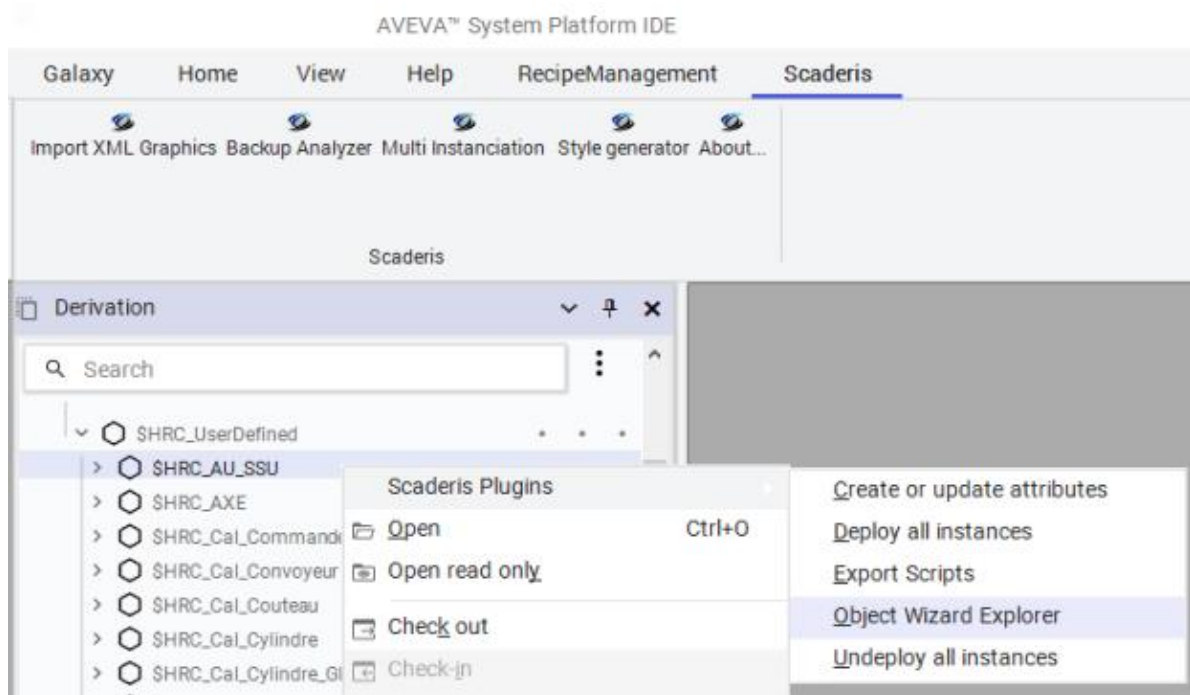 AVEVA™ System Platform IDE
Galaxy Home View Help RecipeManagement Scaderis
Import XML Graphics Backup Analyzer Multi Instanciation Style generator About...
Scaderis
Derivation
Search
$HRC_UserDefined
$HRC_AU_SSU
Scaderis Plugins
Create or update attributes
$HRC_AXE
Open Ctrl+O
Deploy all instances
$HRC_Cal_Commande
$HRC_Cal_Convoyeur
Open read only
Export Scripts
$HRC_Cal_Couteau
Check out
Object Wizard Explorer
$HRC_Cal_Cylindre
Undeploy all instances
$HRC_Cal_Cylindre_Gl
Check-in